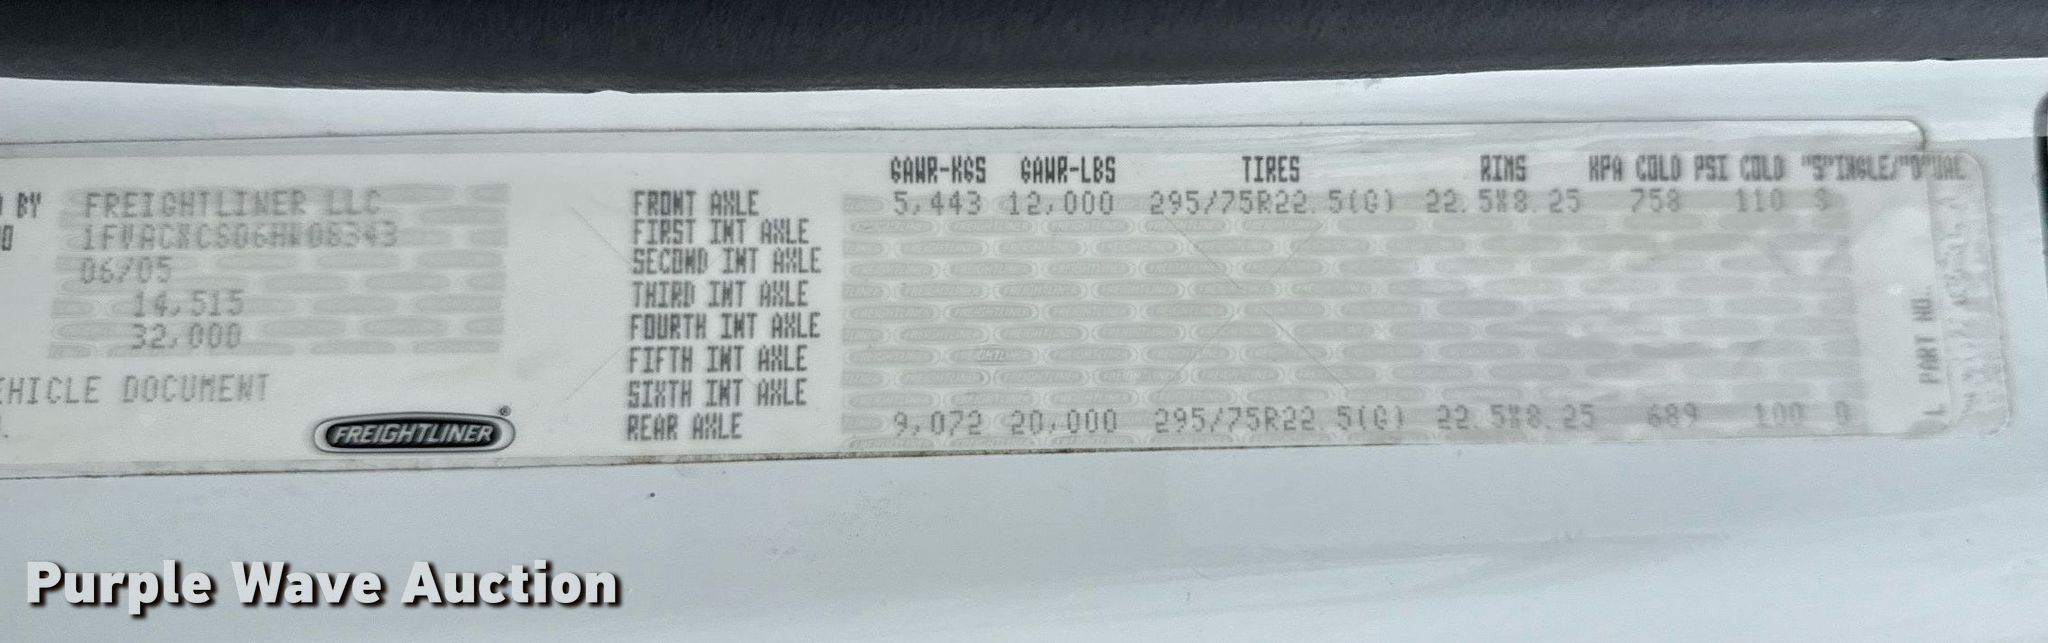 GAWR-KGS GAWR-LBS TIRES RIMS KPA COLD PSI COLD "S"INGLE/"D"UAL
BY FREIGHTLINER LLC FRONT AXLE 5,443 12,000 295/75R22.5(G) 22.5X8.25 758 110 S
1FVACXCS06HW08343 FIRST INT AXLE
06/05 SECOND INT AXLE
14,515 THIRD INT AXLE
32,000 FOURTH INT AXLE
FIFTH INT AXLE
EHICLE DOCUMENT SIXTH INT AXLE
FREIGHTLINER® REAR AXLE 9,072 20,000 295/75R22.5(G) 22.5X8.25 689 100 D
PART NO.
Purple Wave Auction